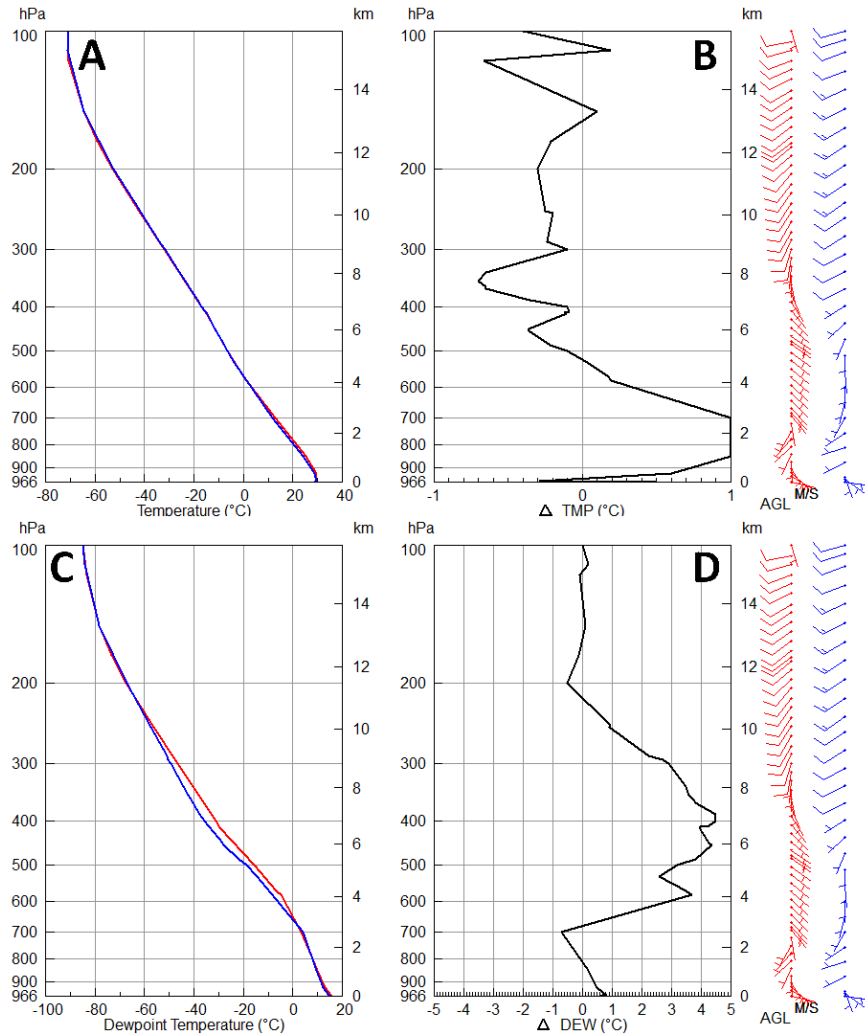 hPa km hPa km
A B
100 100
14 14
12 12
200 200
10 10
300 300
8 8
400 400
6 6
500 500
600 4 600 4
700 700
800 2 800 2
900 900
966 0 966 0
-80 -60 -40 -20 0 20 40 -1 0 1
Temperature (°C) Δ TMP (°C) AGL M/S
hPa km hPa km
C D
100 100
14 14
12 12
200 200
10 10
300 300
8 8
400 400
6 6
500 500
600 4 600 4
700 700
800 2 800 2
900 900
966 0 966 0
-100 -80 -60 -40 -20 0 20 -5 -4 -3 -2 -1 0 1 2 3 4 5
Dewpoint Temperature (°C) Δ DEW (°C) AGL M/S